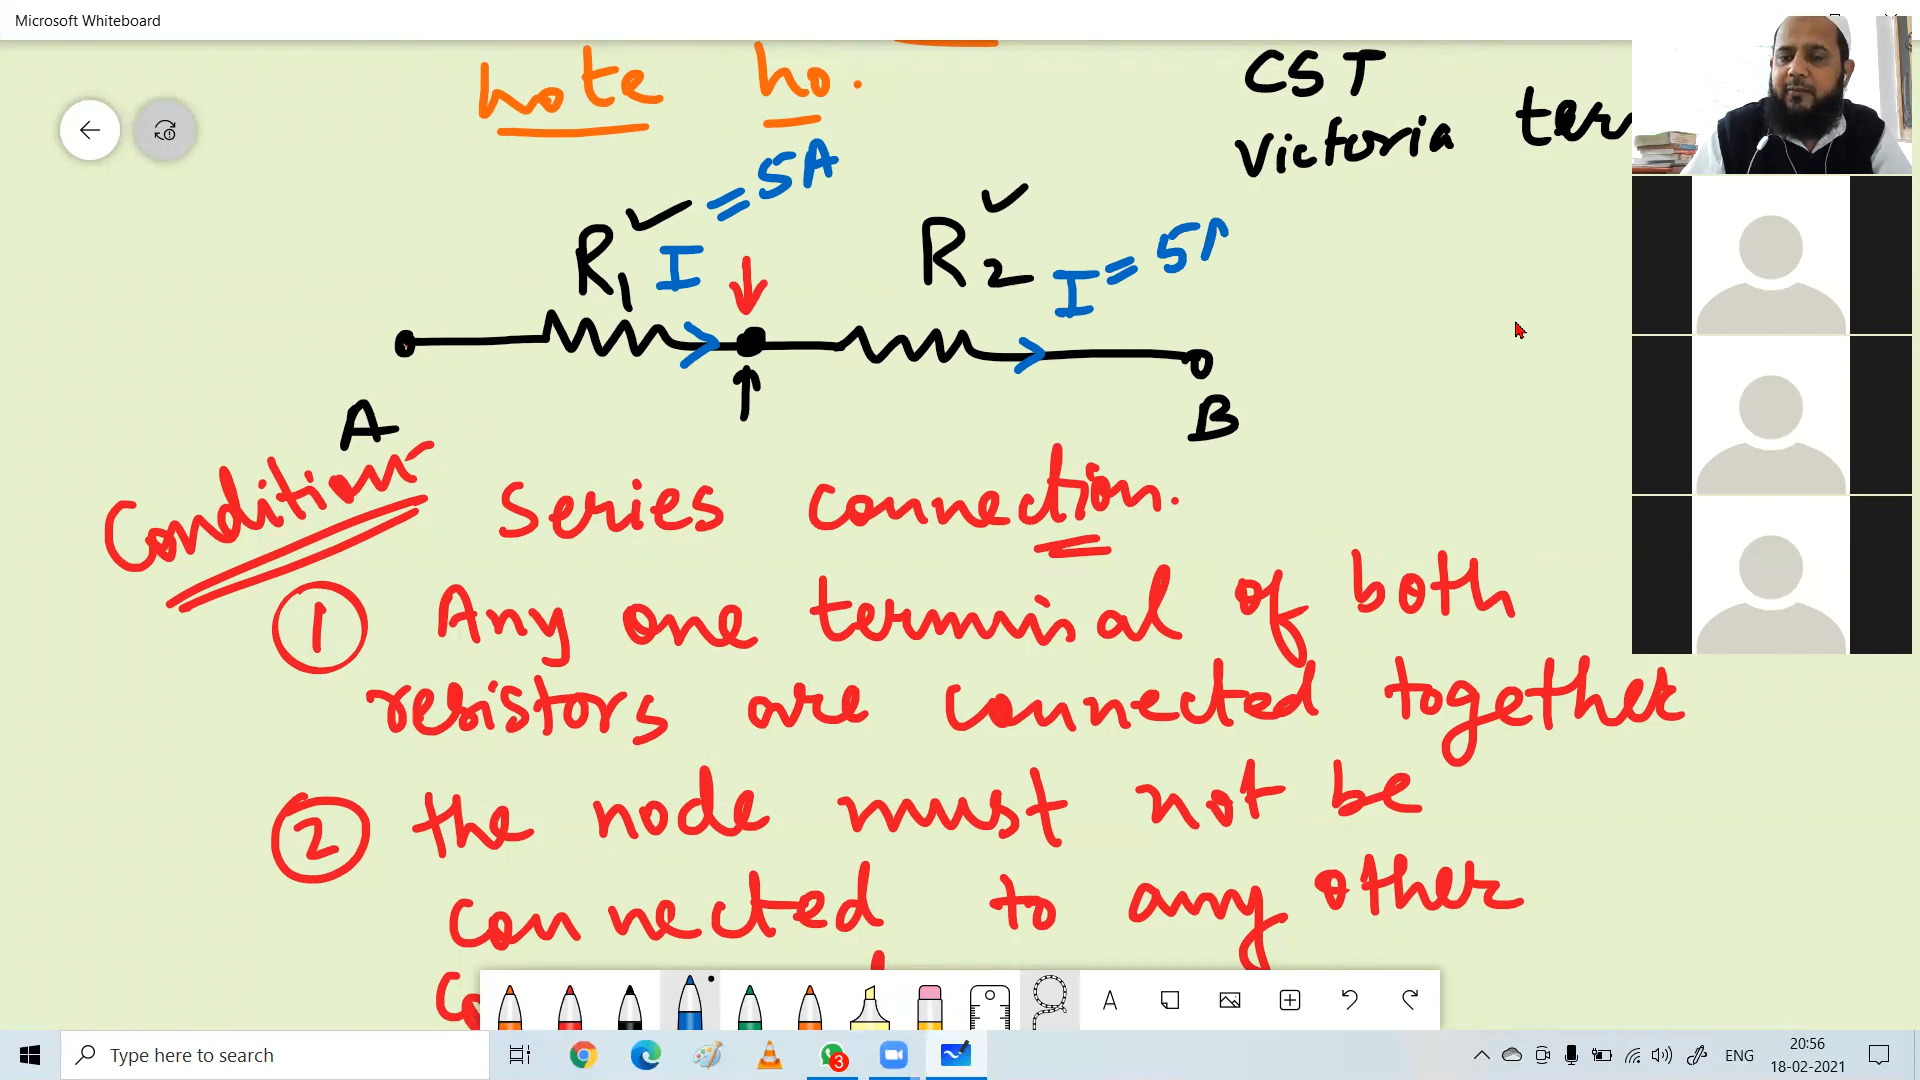 Microsoft Whiteboard
hote ho.
CST
Victoria
R1 I = 5A
R2 I = 5A
A
B
Condition
Series connection.
1 Any one terminal of both
resistors are connected together
2 the node must not be
connected to any other
A
Type here to search
3
ENG
20:56
18-02-2021